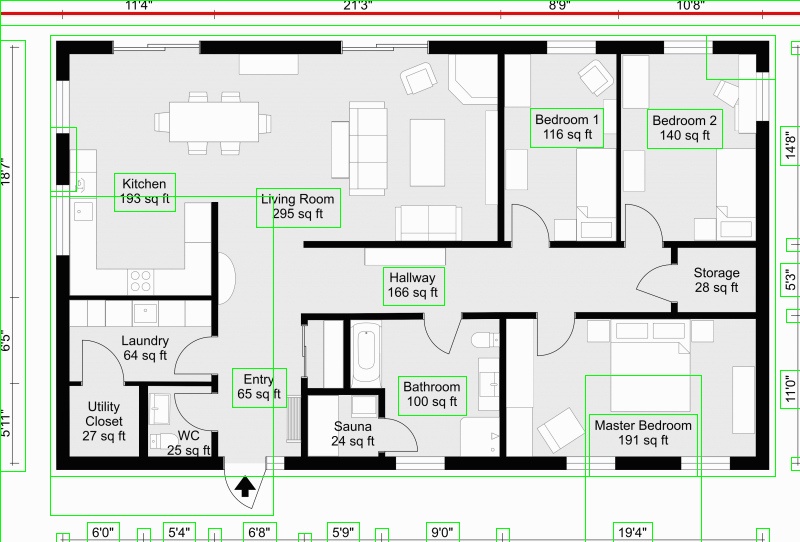 11'4"
21'3"
8'9"
10'8"
18'7"
14'8"
Bedroom 1
116 sq ft
Bedroom 2
140 sq ft
Kitchen
193 sq ft
Living Room
295 sq ft
Hallway
166 sq ft
Storage
28 sq ft
5'3"
Laundry
64 sq ft
6'5"
Entry
65 sq ft
Bathroom
100 sq ft
11'0"
Utility
Closet
27 sq ft
WC
25 sq ft
Sauna
24 sq ft
Master Bedroom
191 sq ft
5'11"
6'0"
5'4"
6'8"
5'9"
9'0"
19'4"